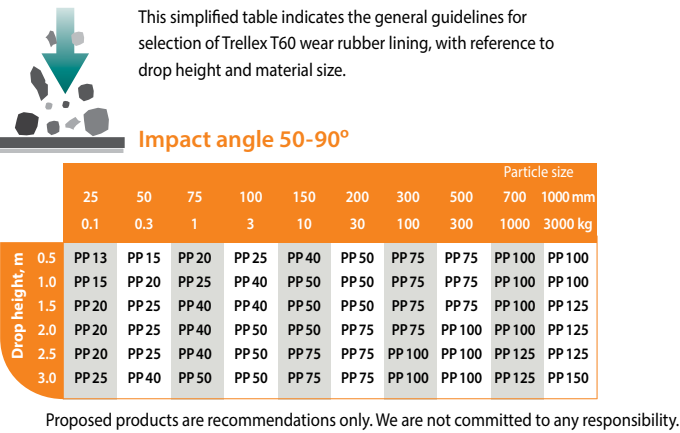 This simplified table indicates the general guidelines for
selection of Trellex T60 wear rubber lining, with reference to
drop height and material size.
Impact angle 50-90º
Particle size
25 50 75 100 150 200 300 500 700 1000 mm
0.1 0.3 1 3 10 30 100 300 1000 3000 kg
Drop height, m
0.5 PP 13 PP 15 PP 20 PP 25 PP 40 PP 50 PP 75 PP 75 PP 100 PP 100
1.0 PP 15 PP 20 PP 25 PP 40 PP 50 PP 50 PP 75 PP 75 PP 100 PP 100
1.5 PP 20 PP 25 PP 40 PP 40 PP 50 PP 50 PP 75 PP 75 PP 100 PP 125
2.0 PP 20 PP 25 PP 40 PP 50 PP 50 PP 75 PP 75 PP 100 PP 100 PP 125
2.5 PP 20 PP 25 PP 40 PP 50 PP 75 PP 75 PP 100 PP 100 PP 125 PP 125
3.0 PP 25 PP 40 PP 50 PP 50 PP 75 PP 75 PP 100 PP 100 PP 125 PP 150
Proposed products are recommendations only. We are not committed to any responsibility.